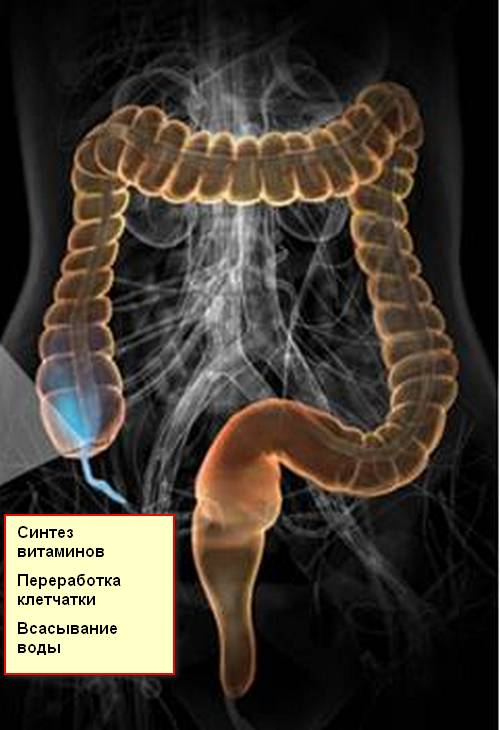 Синтез
витаминов
Переработка
клетчатки
Всасывание
воды